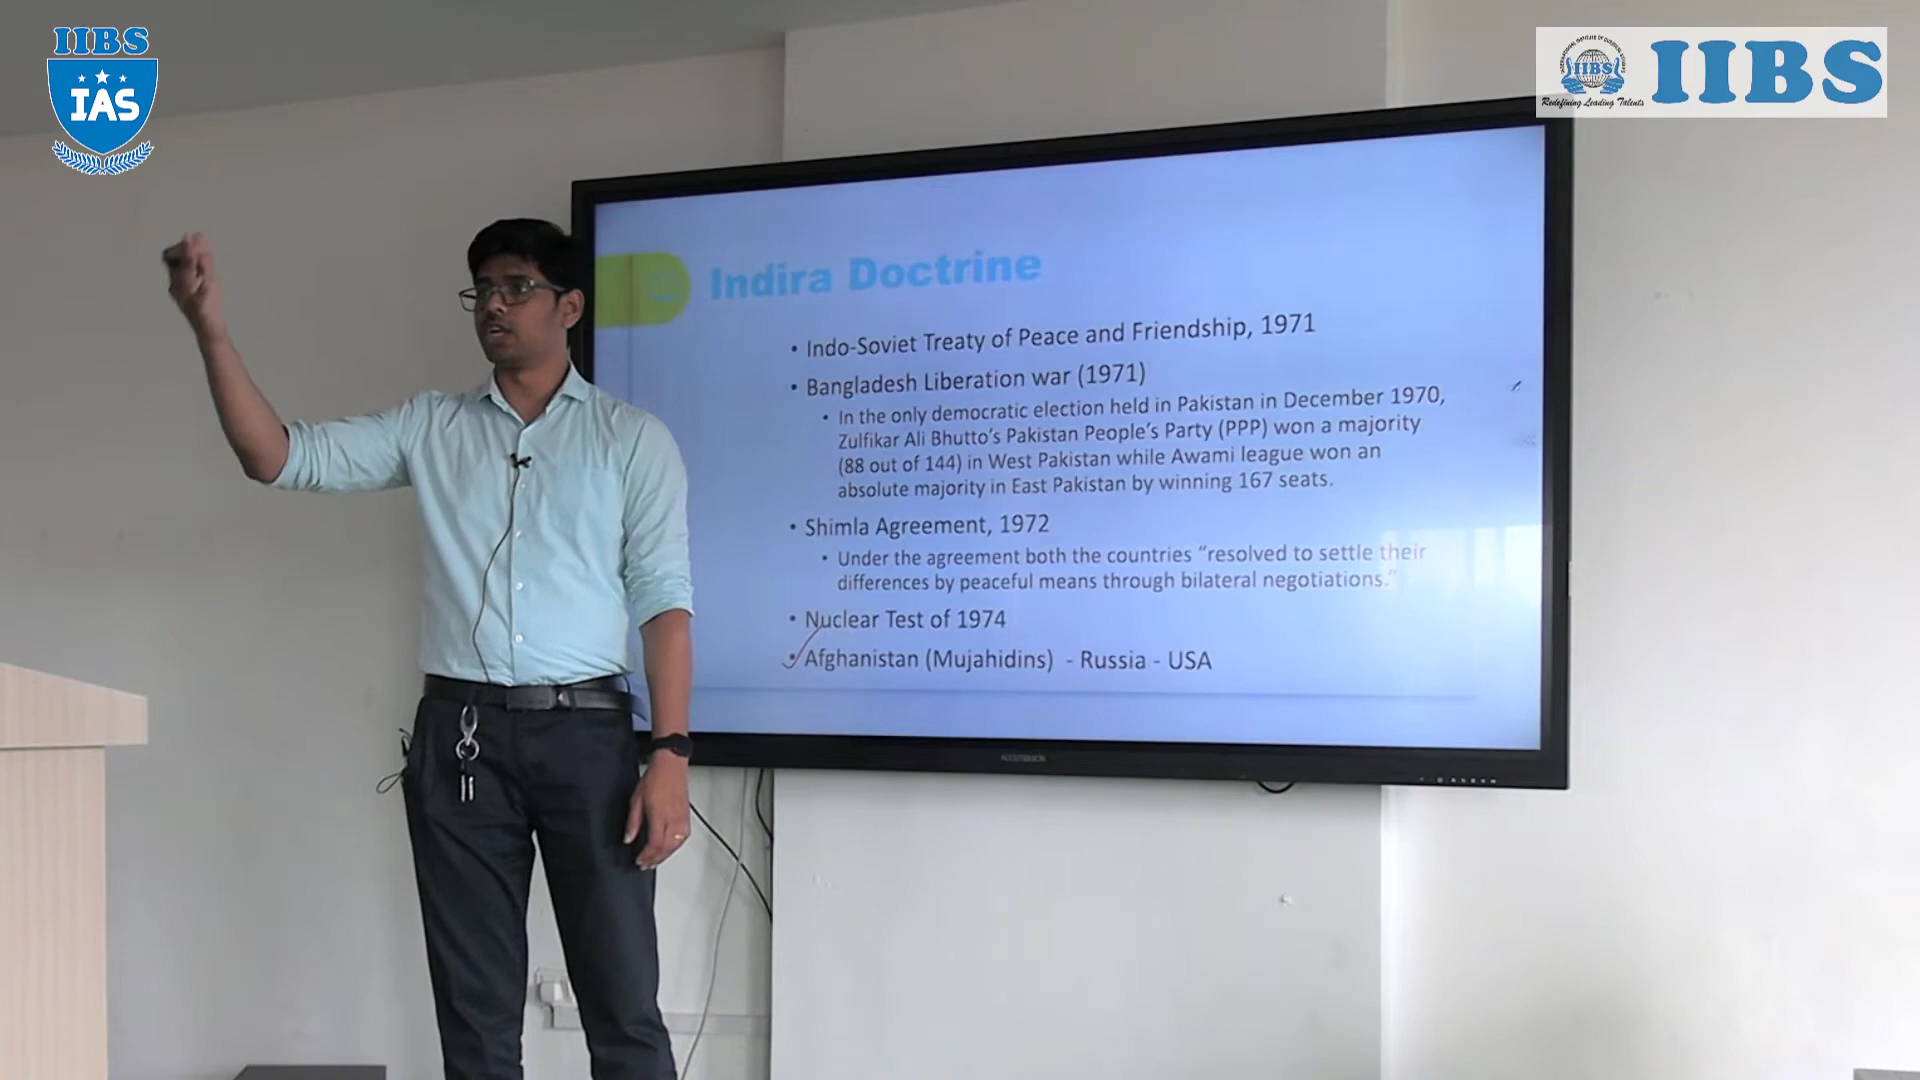 IIBS
IAS
IIBS
Redefining Leading Talents
IIBS
Indira Doctrine
• Indo-Soviet Treaty of Peace and Friendship, 1971
• Bangladesh Liberation war (1971)
• In the only democratic election held in Pakistan in December 1970,
Zulfikar Ali Bhutto's Pakistan People's Party (PPP) won a majority
(88 out of 144) in West Pakistan while Awami league won an
absolute majority in East Pakistan by winning 167 seats.
• Shimla Agreement, 1972
• Under the agreement both the countries “resolved to settle their
differences by peaceful means through bilateral negotiations.”
• Nuclear Test of 1974
• Afghanistan (Mujahidins) - Russia - USA